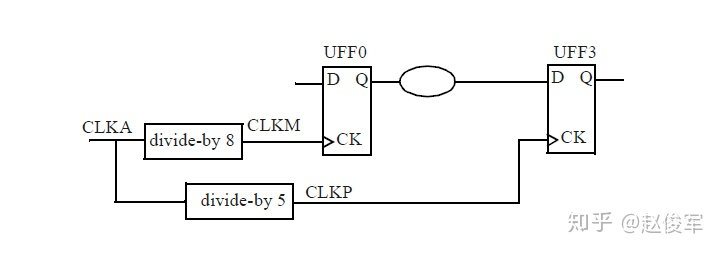 UFF0
UFF3
D Q
D Q
CLKA
divide-by 8
CLKM
CK
CK
divide-by 5
CLKP
知乎 @赵俊军